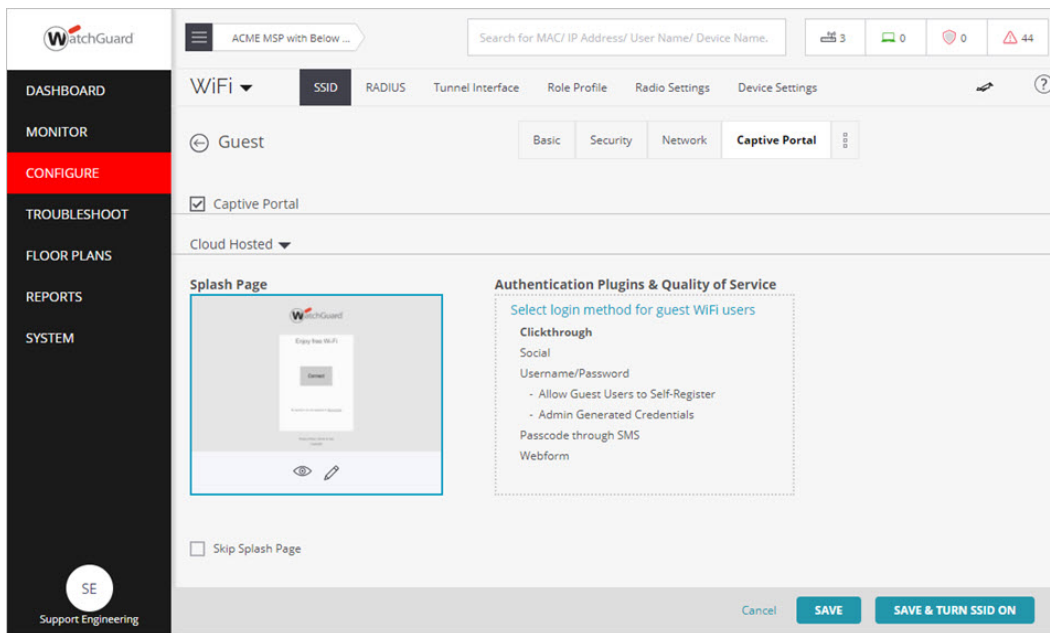 WatchGuard
ACME MSP with Below ...
Search for MAC/ IP Address/ User Name/ Device Name.
3
0
0
44
DASHBOARD
MONITOR
CONFIGURE
TROUBLESHOOT
FLOOR PLANS
REPORTS
SYSTEM
SE
Support Engineering
WiFi
SSID
RADIUS
Tunnel Interface
Role Profile
Radio Settings
Device Settings
?
Guest
Basic
Security
Network
Captive Portal
Captive Portal
Cloud Hosted
Splash Page
WatchGuard
Enjoy free Wi-Fi
Connect
Authentication Plugins & Quality of Service
Select login method for guest WiFi users
Clickthrough
Social
Username/Password
- Allow Guest Users to Self-Register
- Admin Generated Credentials
Passcode through SMS
Webform
Skip Splash Page
Cancel
SAVE
SAVE & TURN SSID ON